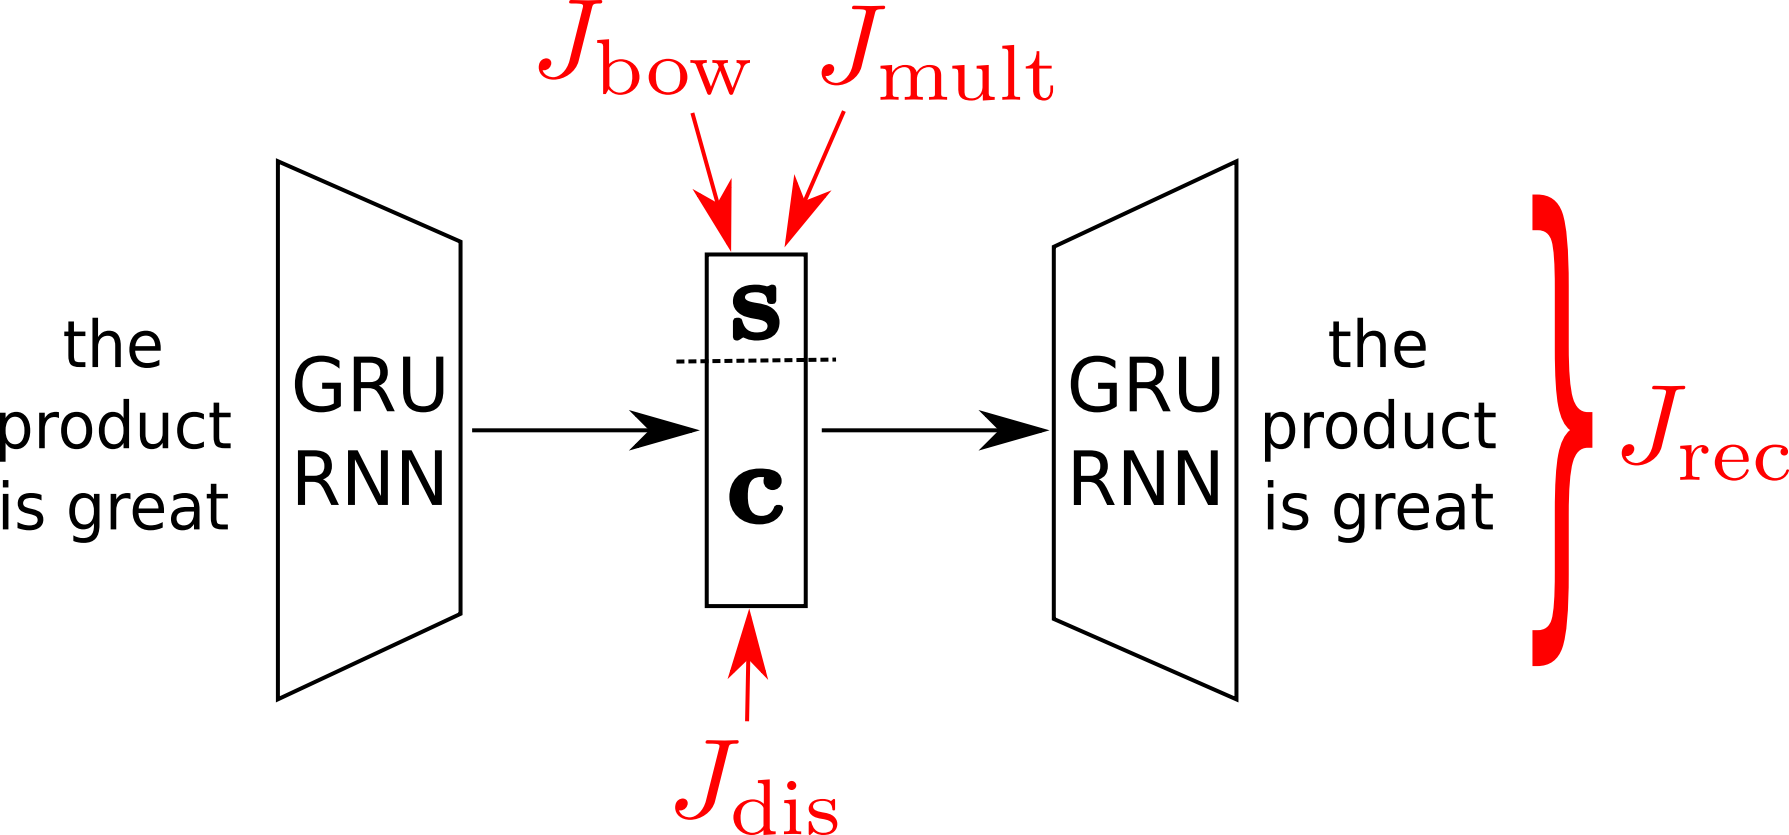 J_bow
J_mult
the
product
is great
GRU
RNN
s
c
GRU
RNN
the
product
is great
J_rec
J_dis